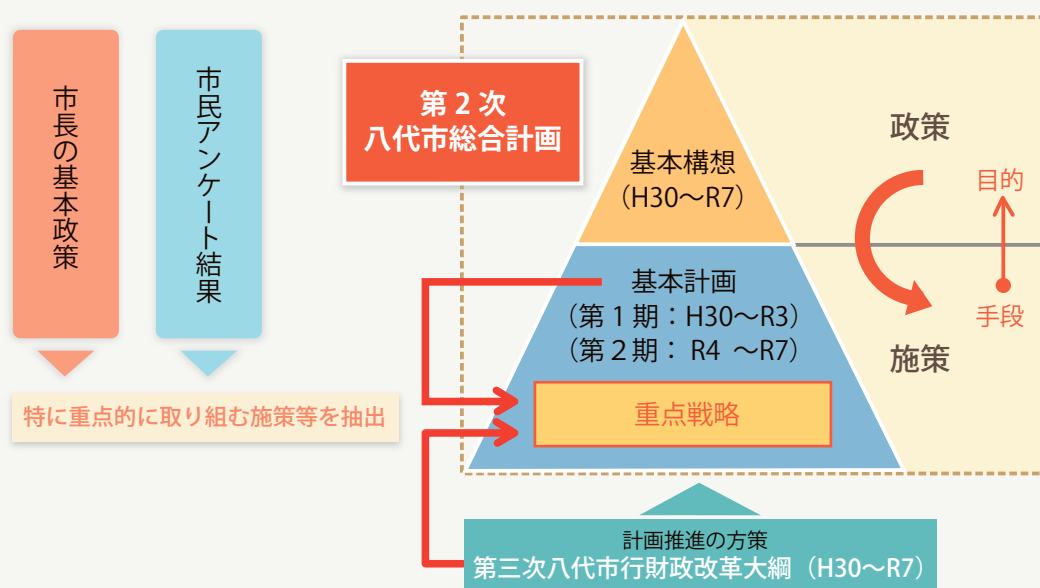 市長の基本政策
市民アンケート結果
特に重点的に取り組む施策等を抽出
第2次
八代市総合計画
基本構想
（H30～R7）
基本計画
（第1期：H30～R3）
（第2期： R4 ～R7）
重点戦略
政策
目的
手段
施策
計画推進の方策
第三次八代市行財政改革大綱（H30～R7）